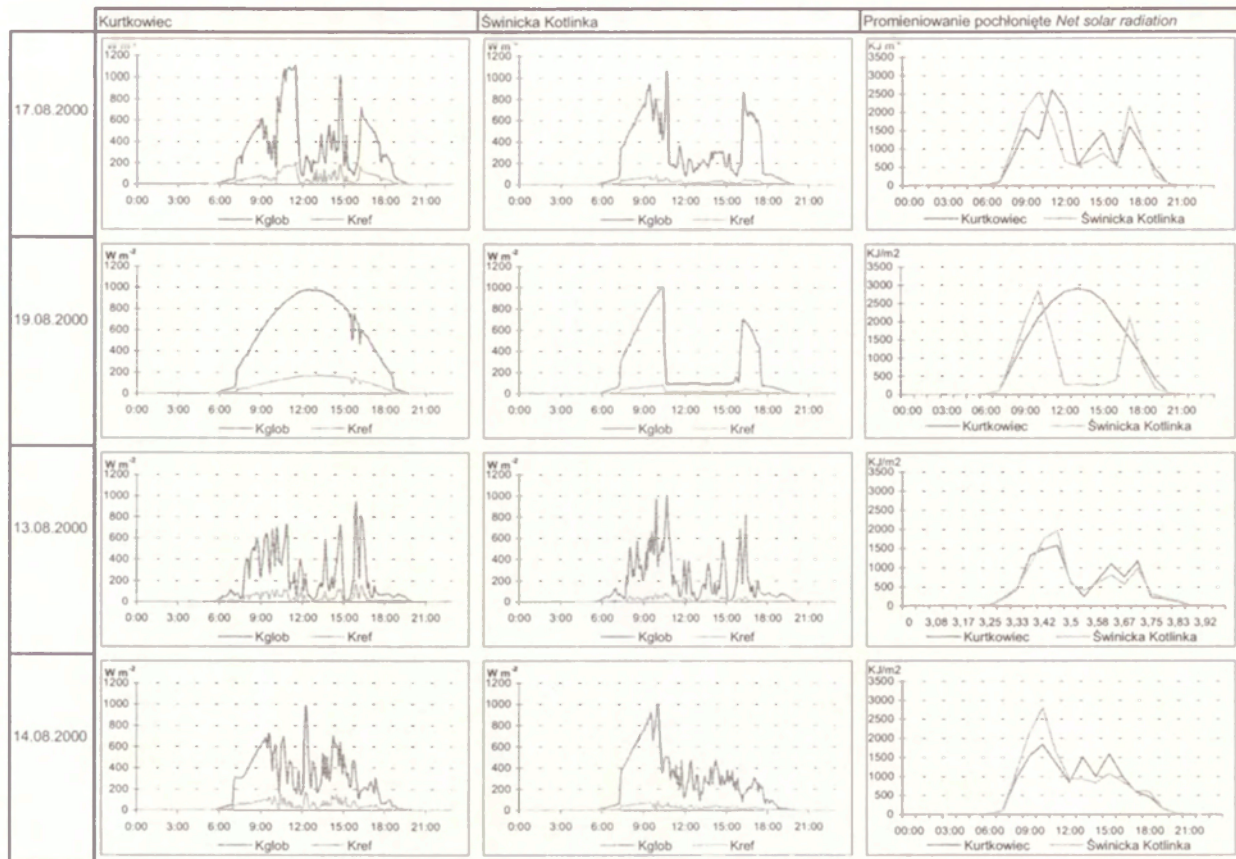 Kurtkowiec Świnicka Kotlinka Promieniowanie pochłonięte Net solar radiation
17.08.2000
W m⁻²
1200
1000
800
600
400
200
0
0:00 3:00 6:00 9:00 12:00 15:00 18:00 21:00
Kglob Kref
W m⁻²
1200
1000
800
600
400
200
0
0:00 3:00 6:00 9:00 12:00 15:00 18:00 21:00
Kglob Kref
KJ m⁻²
3500
3000
2500
2000
1500
1000
500
0
00:00 03:00 06:00 09:00 12:00 15:00 18:00 21:00
Kurtkowiec Świnicka Kotlinka
19.08.2000
W m⁻²
1200
1000
800
600
400
200
0
0:00 3:00 6:00 9:00 12:00 15:00 18:00 21:00
Kglob Kref
W m⁻²
1200
1000
800
600
400
200
0
0:00 3:00 6:00 9:00 12:00 15:00 18:00 21:00
Kglob Kref
KJ/m2
3500
3000
2500
2000
1500
1000
500
0
00:00 03:00 06:00 09:00 12:00 15:00 18:00 21:00
Kurtkowiec Świnicka Kotlinka
13.08.2000
W m⁻²
1200
1000
800
600
400
200
0
0:00 3:00 6:00 9:00 12:00 15:00 18:00 21:00
Kglob Kref
W m⁻²
1200
1000
800
600
400
200
0
0:00 3:00 6:00 9:00 12:00 15:00 18:00 21:00
Kglob Kref
KJ/m2
3500
3000
2500
2000
1500
1000
500
0
0 3,08 3,17 3,25 3,33 3,42 3,5 3,58 3,67 3,75 3,83 3,92
Kurtkowiec Świnicka Kotlinka
14.08.2000
W m⁻²
1200
1000
800
600
400
200
0
0:00 3:00 6:00 9:00 12:00 15:00 18:00 21:00
Kglob Kref
W m⁻²
1200
1000
800
600
400
200
0
0:00 3:00 6:00 9:00 12:00 15:00 18:00 21:00
Kglob Kref
KJ/m2
3500
3000
2500
2000
1500
1000
500
0
00:00 03:00 06:00 09:00 12:00 15:00 18:00 21:00
Kurtkowiec Świnicka Kotlinka